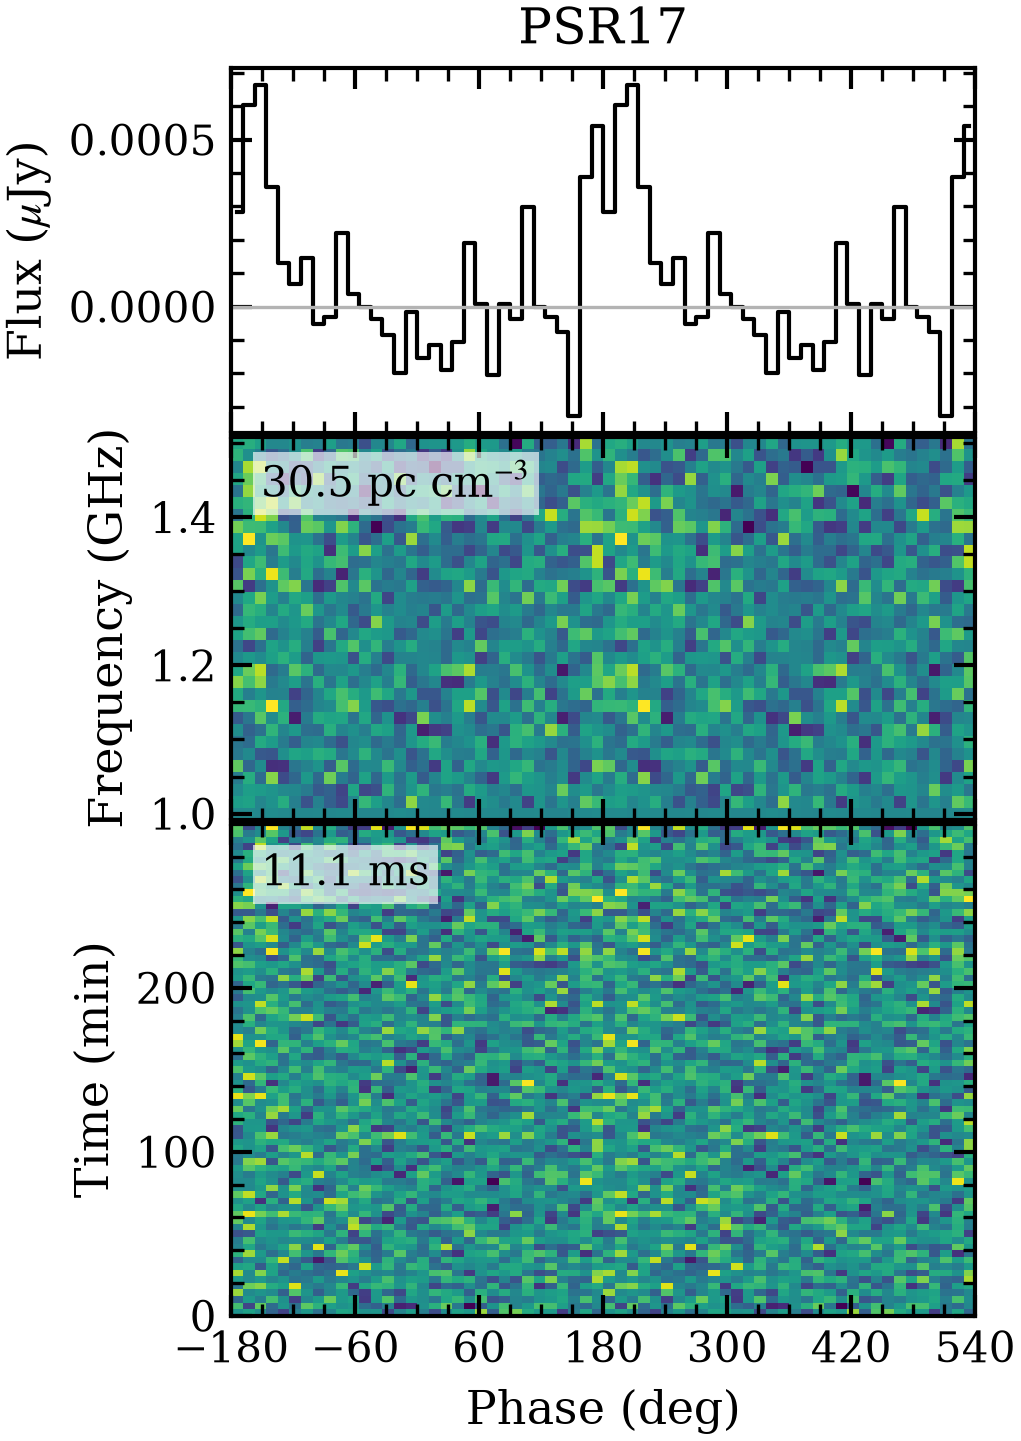 PSR17
Flux (μJy)
0.0005
0.0000
Frequency (GHz)
30.5 pc cm⁻³
1.4
1.2
1.0
Time (min)
11.1 ms
200
100
0
−180 −60 60 180 300 420 540
Phase (deg)